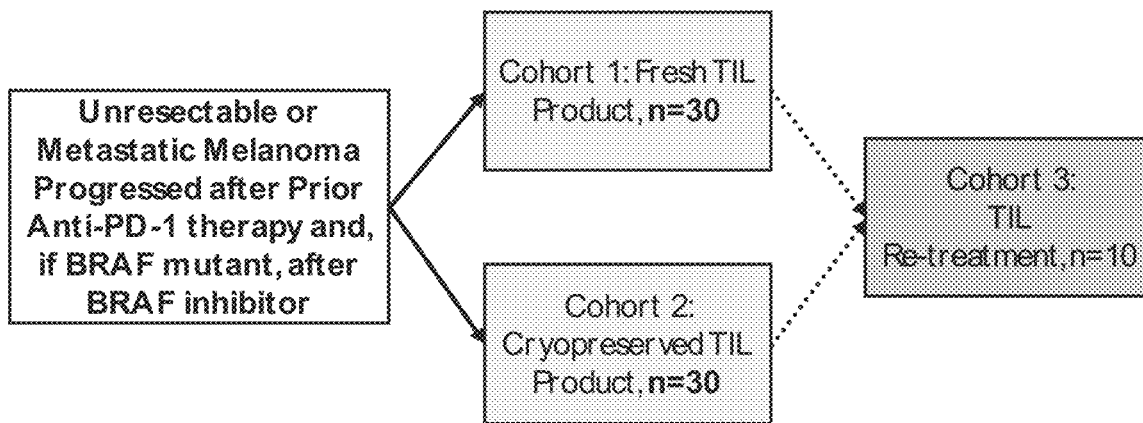 Unresectable or
Metastatic Melanoma
Progressed after Prior
Anti-PD-1 therapy and,
if BRAF mutant, after
BRAF inhibitor
Cohort 1: Fresh TIL
Product, n=30
Cohort 2:
Cryopreserved TIL
Product, n=30
Cohort 3:
TIL
Re-treatment, n=10